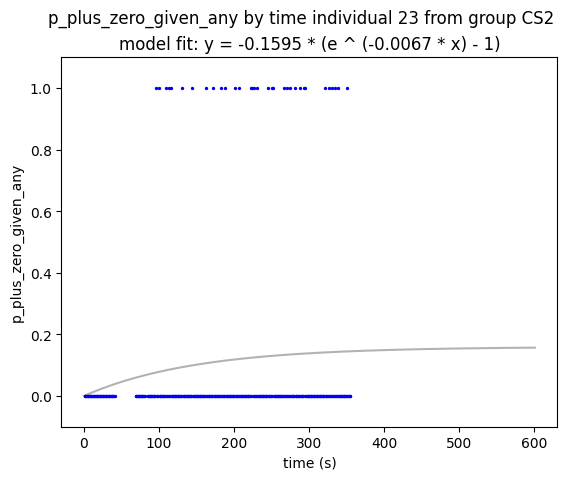 p_plus_zero_given_any by time individual 23 from group CS2
model fit: y = -0.1595 * (e ^ (-0.0067 * x) - 1)
1.0
0.8
0.6
0.4
0.2
0.0
p_plus_zero_given_any
0 100 200 300 400 500 600
time (s)